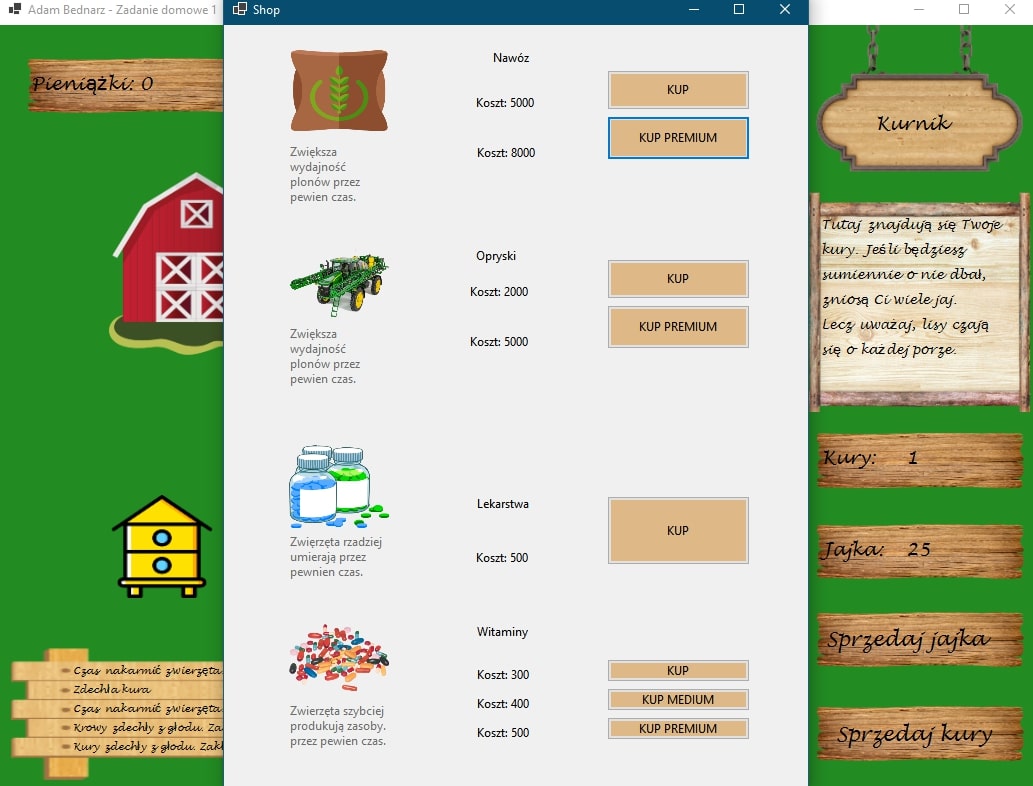 Adam Bednarz - Zadanie domowe 1
Shop
Pieniążki: 0
Nawóz
Koszt: 5000
KUP
Koszt: 8000
KUP PREMIUM
Zwiększa
wydajność
plonów przez
pewien czas.
Opryski
Koszt: 2000
KUP
Koszt: 5000
KUP PREMIUM
Zwiększa
wydajność
plonów przez
pewien czas.
Lekarstwa
Koszt: 500
KUP
Zwięrzęta rzadziej
umierają przez
pewnien czas.
Witaminy
Koszt: 300
KUP
Koszt: 400
KUP MEDIUM
Koszt: 500
KUP PREMIUM
Zwierzęta szybciej
produkują zasoby.
przez pewien czas.
Kurnik
Tutaj znajdują się Twoje
kury. Jeśli będziesz
sumiennie o nie dbał,
zniosą Ci wiele jaj.
Lecz uważaj, lisy czają
się o każdej porze.
Kury: 1
Jajka: 25
Sprzedaj jajka
Sprzedaj kury
Czas nakarmić zwierzęta
Zdechła kura
Czas nakarmić zwierzęta
Krowy zdechły z głodu. Za
Kury zdechły z głodu. Zakł